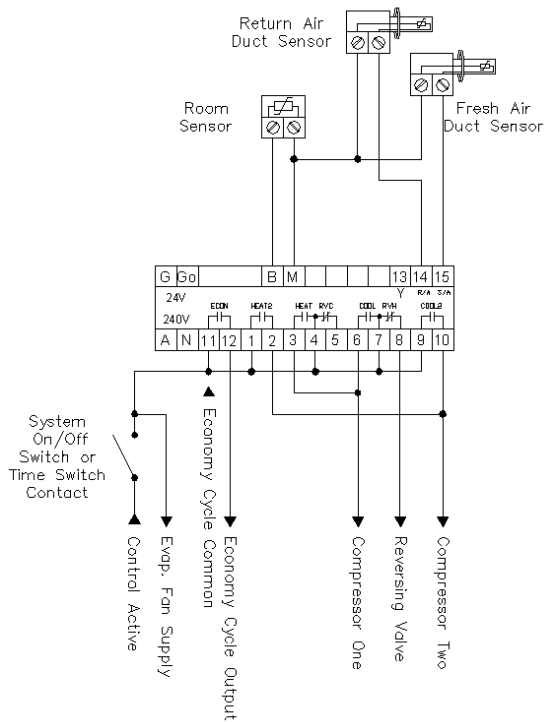 Return Air
Duct Sensor
Room
Sensor
Fresh Air
Duct Sensor
G Go B M 13 14 15
24V Y R/A S/A
ECON HEAT2 HEAT RVC COOL RVH COOL2
240V
A N 11 12 1 2 3 4 5 6 7 8 9 10
System
On/Off
Switch or
Time Switch
Contact
Contral Active
Evap. Fan Supply
Economy Cycle
Common
Economy Cycle Output
Compressor One
Reversing Valve
Compressor Two